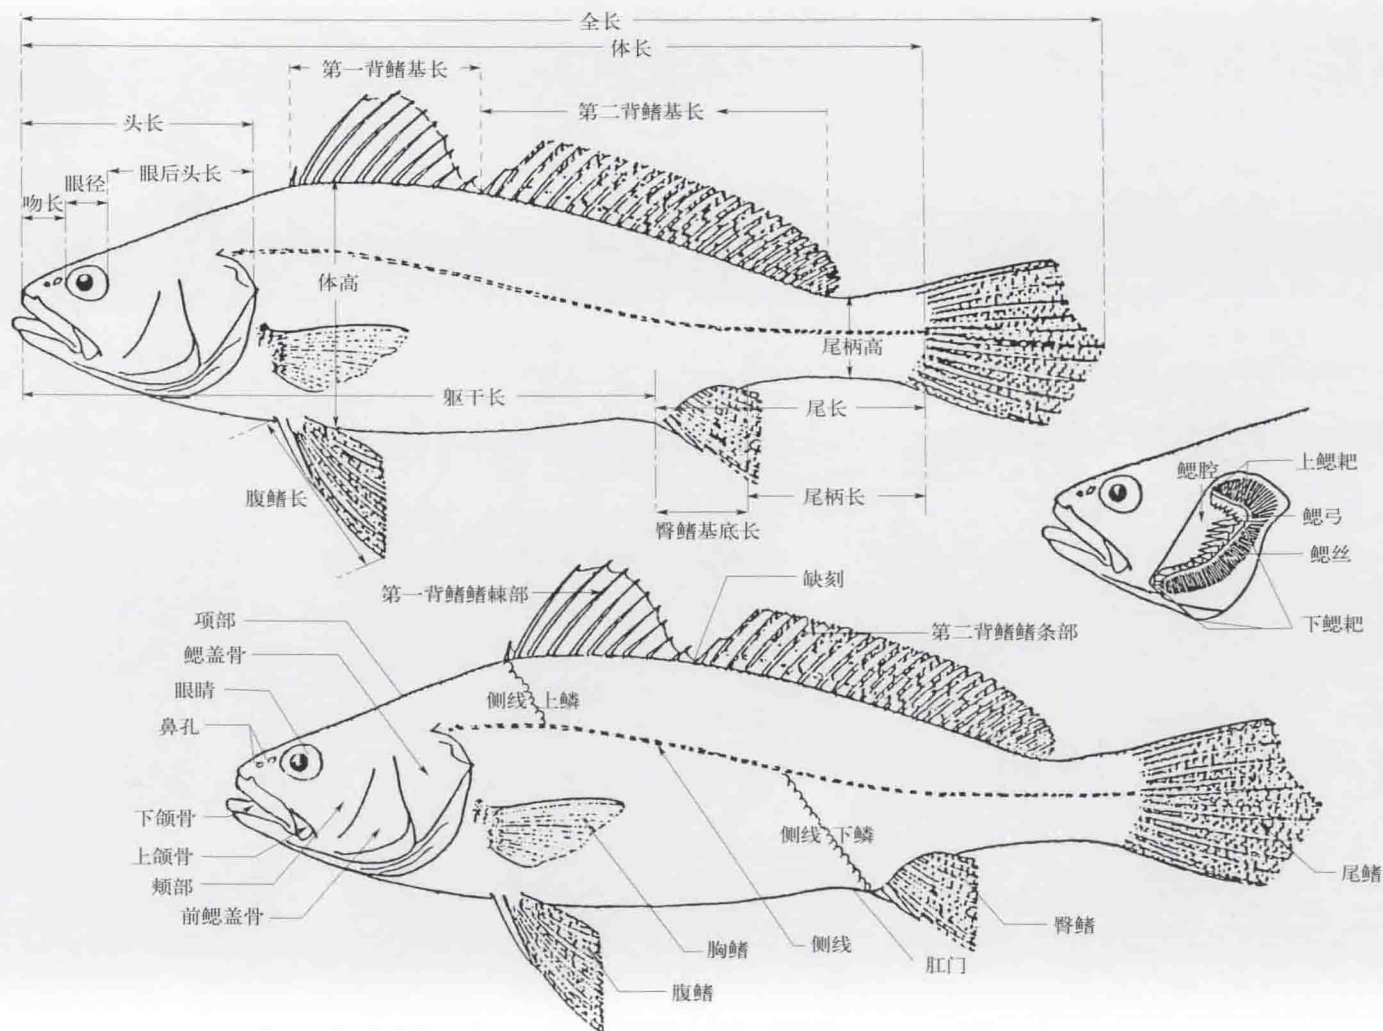 全长
体长
第一背鳍基长
第二背鳍基长
头长
眼后头长
眼径
吻长
体高
尾柄高
躯干长
尾长
腹鳍长
尾柄长
臀鳍基底长
鳃腔
上鳃耙
鳃弓
鳃丝
下鳃耙
缺刻
第一背鳍鳍棘部
第二背鳍鳍条部
项部
鳃盖骨
眼睛
鼻孔
侧线上鳞
下颌骨
上颌骨
颊部
前鳃盖骨
侧线下鳞
尾鳍
臀鳍
胸鳍
侧线
肛门
腹鳍